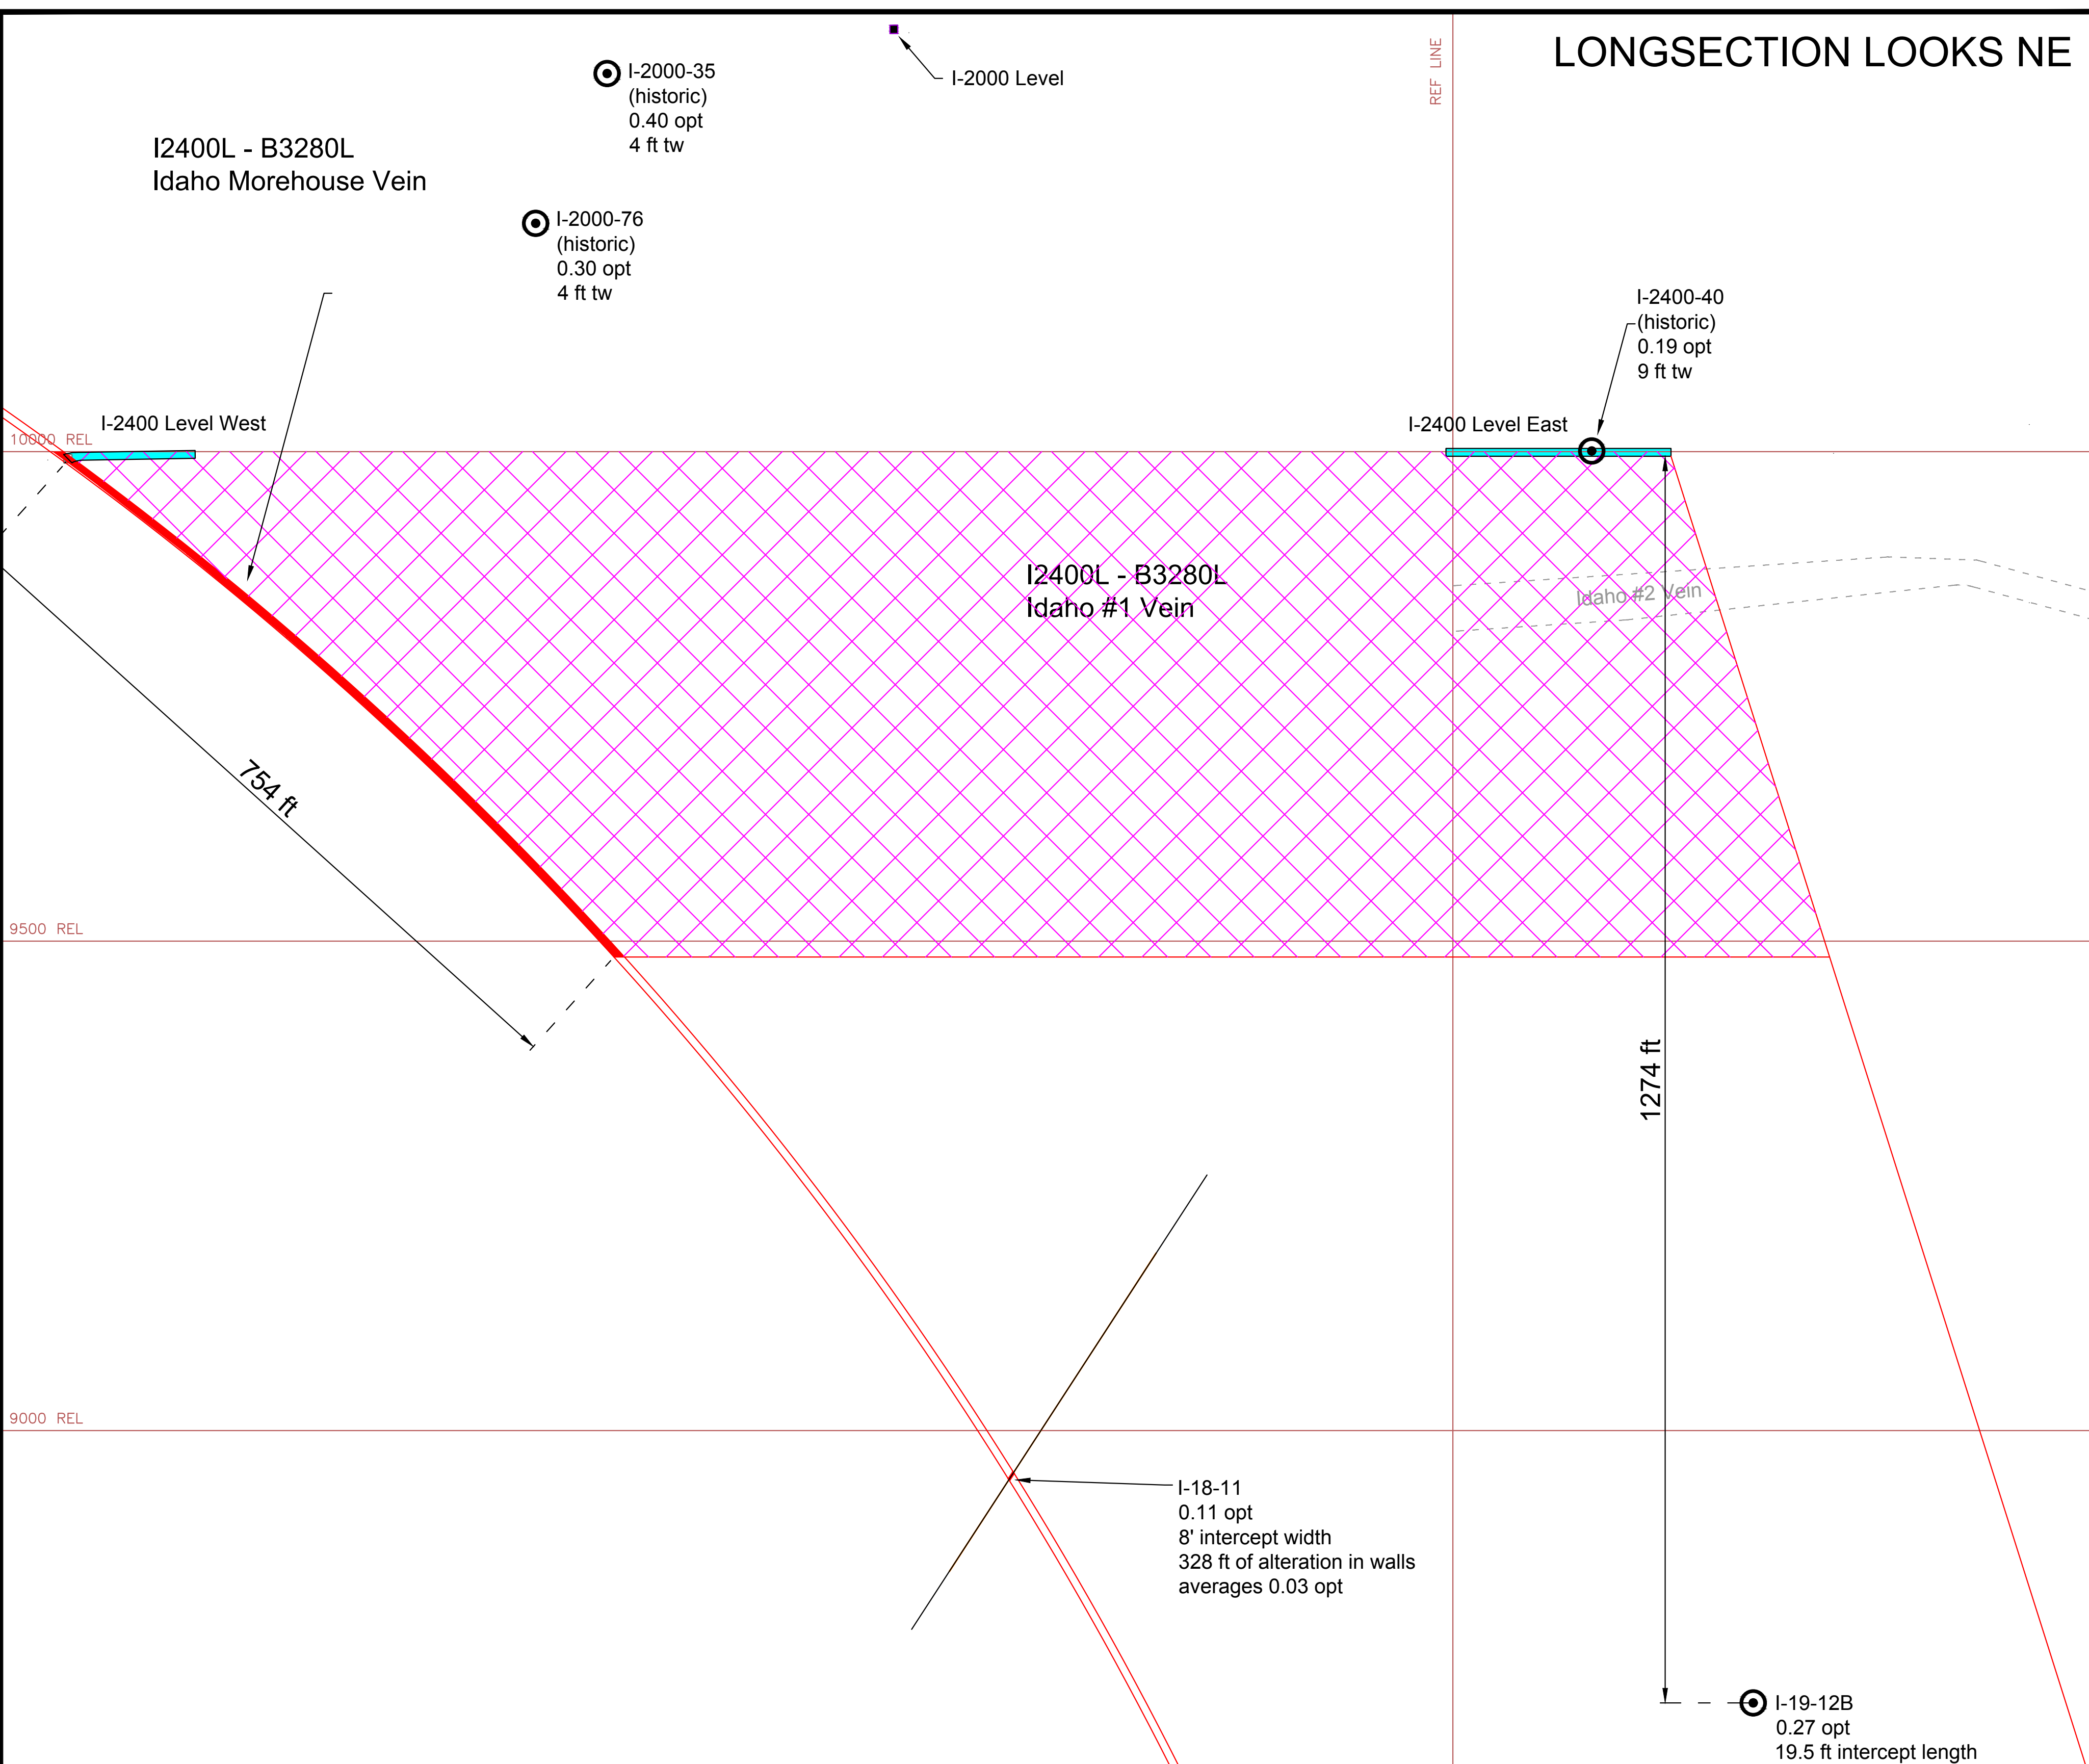 LONGSECTION LOOKS NE
REF LINE
I-2000 Level
I-2000-35
(historic)
0.40 opt
4 ft tw
I2400L - B3280L
Idaho Morehouse Vein
I-2000-76
(historic)
0.30 opt
4 ft tw
I-2400-40
(historic)
0.19 opt
9 ft tw
I-2400 Level West
I-2400 Level East
10000 REL
I2400L - B3280L
Idaho #1 Vein
Idaho #2 Vein
754 ft
9500 REL
1274 ft
9000 REL
I-18-11
0.11 opt
8' intercept width
328 ft of alteration in walls
averages 0.03 opt
I-19-12B
0.27 opt
19.5 ft intercept length